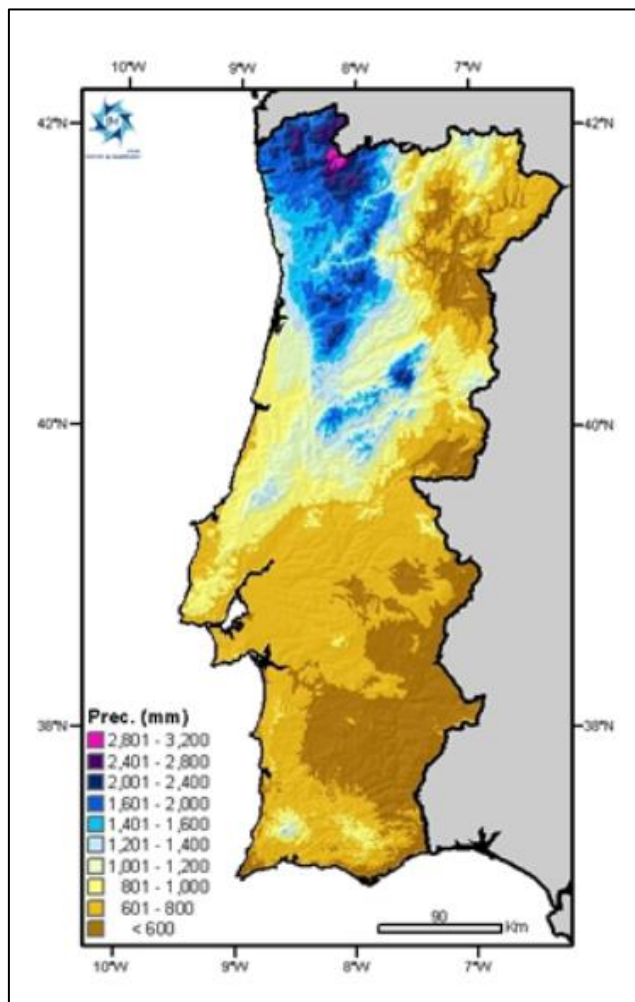 10°W 9°W 8°W 7°W
42°N 42°N
40°N 40°N
38°N 38°N
Prec. (mm)
2,801 - 3,200
2,401 - 2,800
2,001 - 2,400
1,601 - 2,000
1,401 - 1,600
1,201 - 1,400
1,001 - 1,200
801 - 1,000
601 - 800
< 600
90
Km
10°W 9°W 8°W 7°W